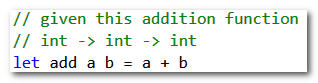 // given this addition function
// int -> int -> int
let add a b = a + b